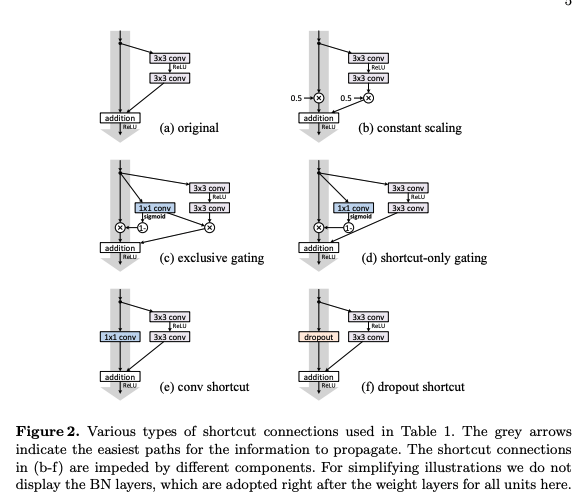 3x3 conv
ReLU
3x3 conv
addition
ReLU
(a) original
3x3 conv
ReLU
3x3 conv
0.5
0.5
addition
ReLU
(b) constant scaling
3x3 conv
ReLU
1x1 conv
3x3 conv
sigmoid
1-
addition
ReLU
(c) exclusive gating
3x3 conv
ReLU
1x1 conv
3x3 conv
sigmoid
1-
addition
ReLU
(d) shortcut-only gating
3x3 conv
ReLU
1x1 conv
3x3 conv
addition
ReLU
(e) conv shortcut
3x3 conv
ReLU
dropout
3x3 conv
addition
ReLU
(f) dropout shortcut
Figure 2. Various types of shortcut connections used in Table 1. The grey arrows
indicate the easiest paths for the information to propagate. The shortcut connections
in (b-f) are impeded by different components. For simplifying illustrations we do not
display the BN layers, which are adopted right after the weight layers for all units here.